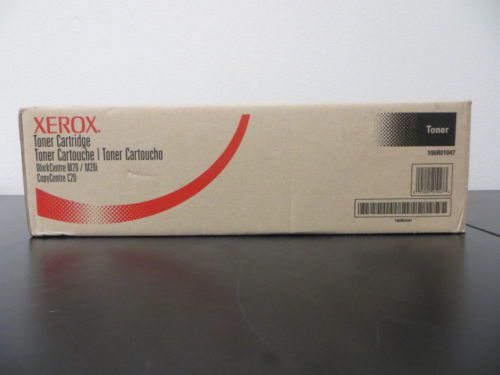 XEROX
Toner Cartridge
Toner Cartouche | Toner Cartoucho
WorkCentre M20 / M20i
CopyCentre C20
Toner
106R01047